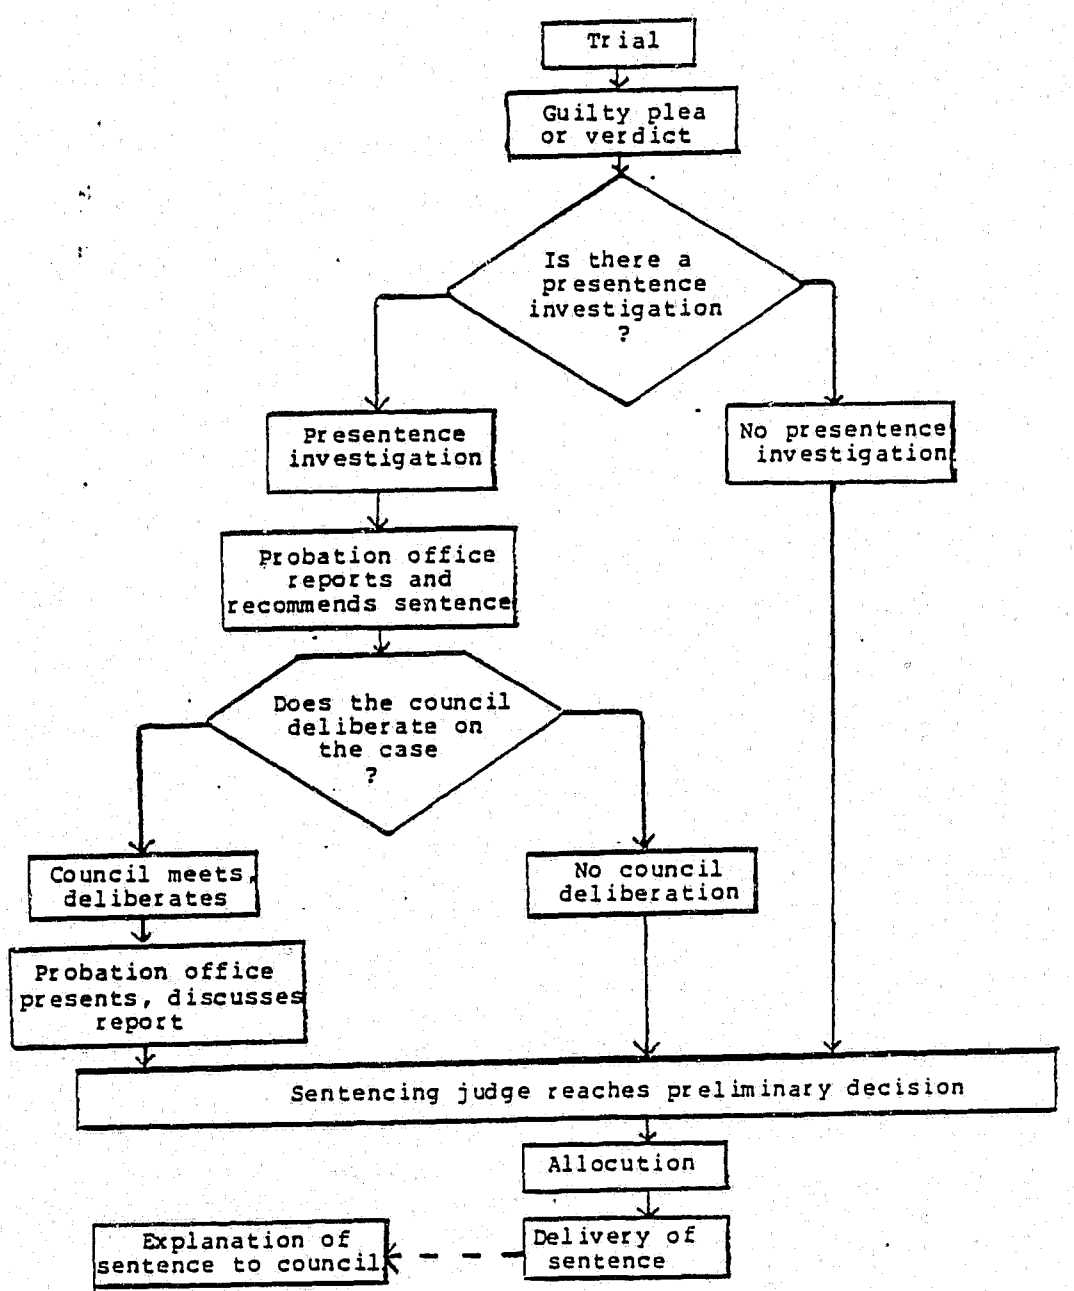 Trial
Guilty plea
or verdict
Is there a
presentence
investigation
?
Presentence
investigation
No presentence
investigation
Probation office
reports and
recommends sentence
Does the council
deliberate on
the case
?
Council meets,
deliberates
No council
deliberation
Probation office
presents, discusses
report
Sentencing judge reaches preliminary decision
Allocution
Delivery of
sentence
Explanation of
sentence to council